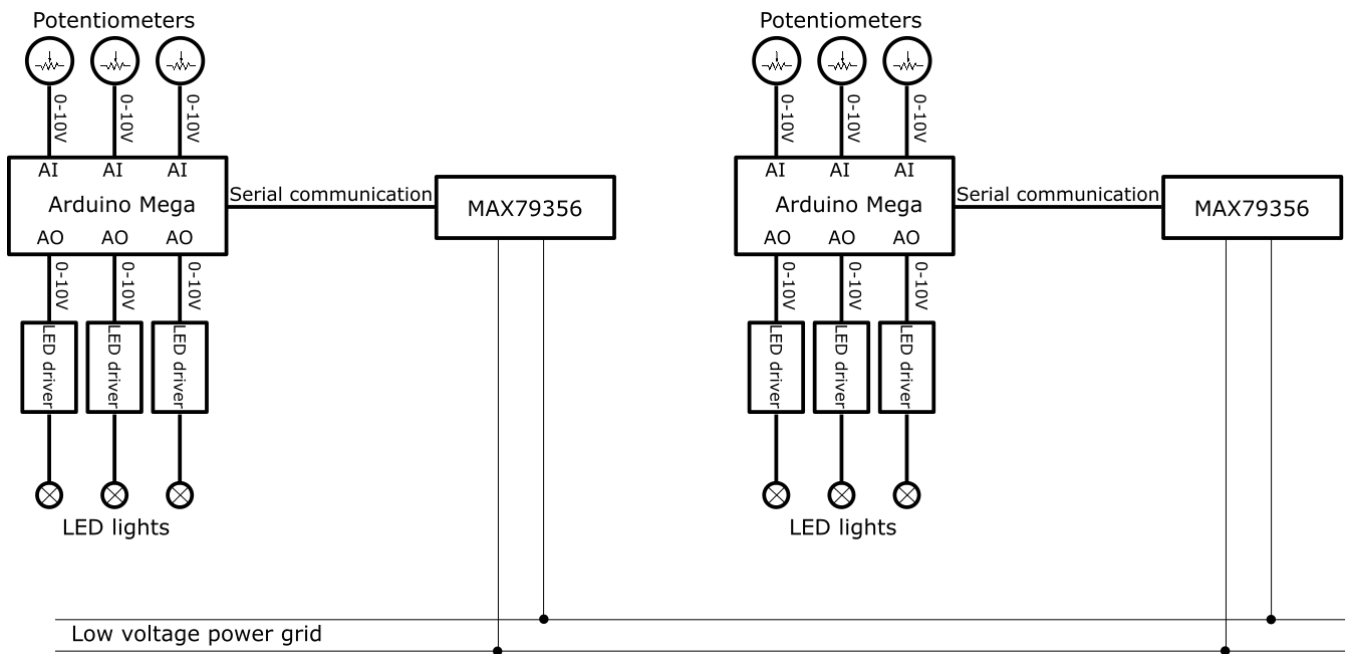 Potentiometers
Potentiometers
0-10V
0-10V
0-10V
0-10V
0-10V
0-10V
AI AI AI
Arduino Mega
AO AO AO
Serial communication
MAX79356
AI AI AI
Arduino Mega
AO AO AO
Serial communication
MAX79356
0-10V
0-10V
0-10V
0-10V
0-10V
0-10V
LED driver
LED driver
LED driver
LED driver
LED driver
LED driver
LED lights
LED lights
Low voltage power grid